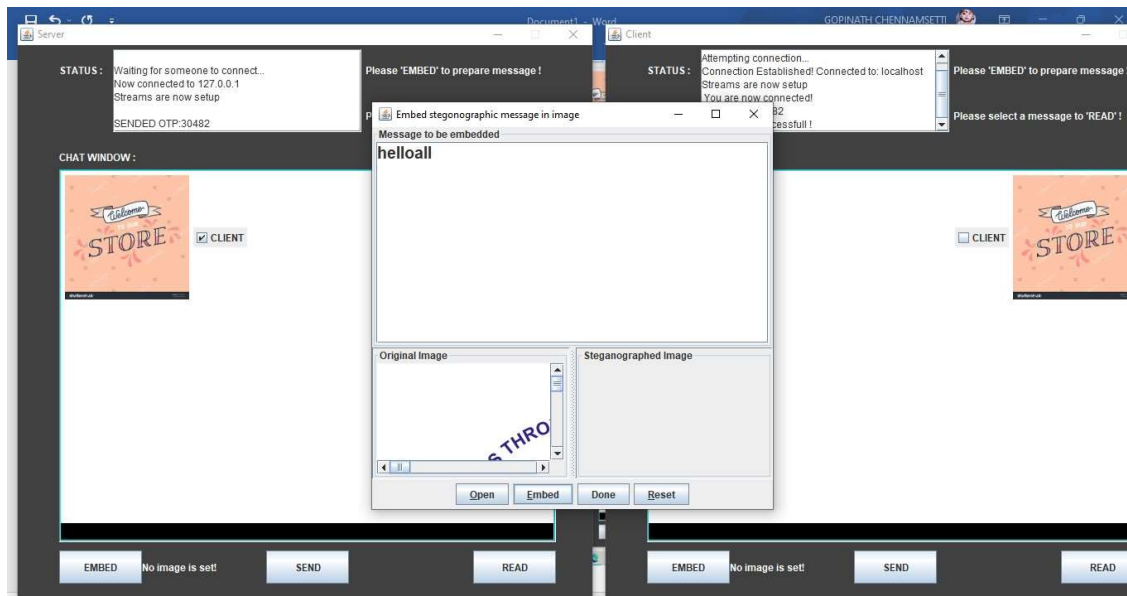 Document1 - Word
GOPINATH CHENNAMSETTI
Server
STATUS :
Waiting for someone to connect...
Now connected to 127.0.0.1
Streams are now setup
SENDED OTP:30482
Please 'EMBED' to prepare message !
P
CHAT WINDOW :
Welcome
STORE
CLIENT
EMBED
No image is set!
SEND
READ
Embed stegonographic message in image
Message to be embedded
helloall
Original Image
S THRO
Steganographed Image
Open
Embed
Done
Reset
Client
STATUS :
Attempting connection...
Connection Established! Connected to: localhost
Streams are now setup
You are now connected!
82
cessfull !
Please 'EMBED' to prepare message
Please select a message to 'READ' !
CLIENT
Welcome
STORE
EMBED
No image is set!
SEND
READ